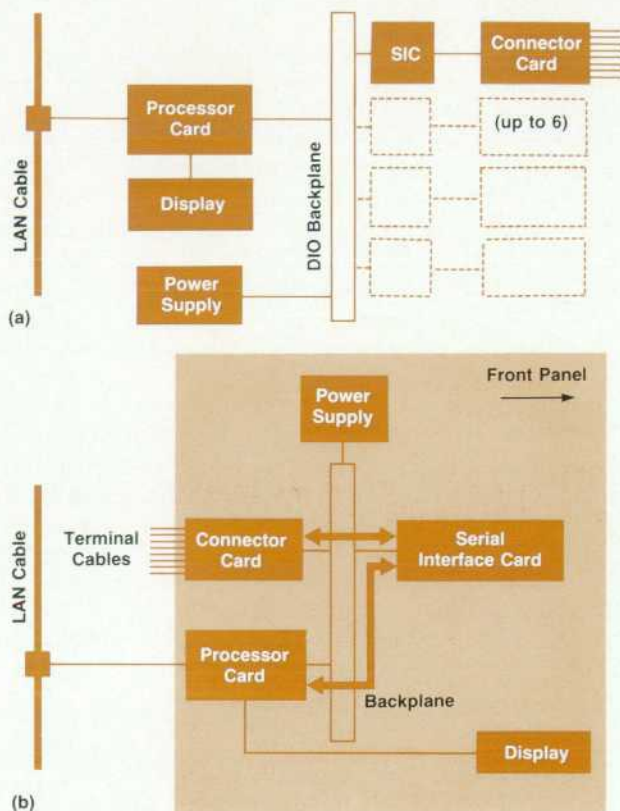 SIC
Connector
Card
Processor
Card
(up to 6)
LAN Cable
Display
DIO Backplane
Power
Supply
(a)
Front Panel
Power
Supply
LAN Cable
Terminal
Cables
Connector
Card
Serial
Interface Card
Processor
Card
Backplane
Display
(b)